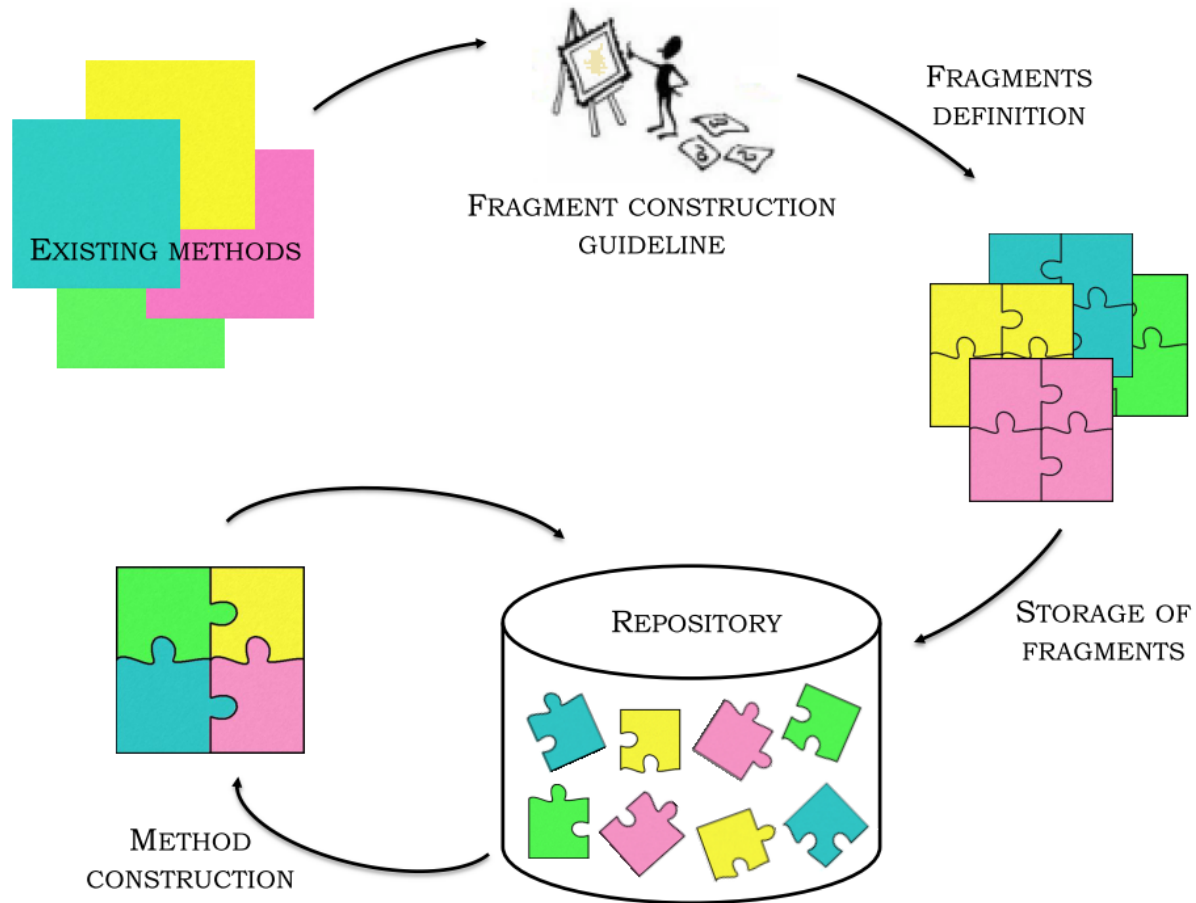 EXISTING METHODS
FRAGMENT CONSTRUCTION
GUIDELINE
FRAGMENTS
DEFINITION
STORAGE OF
FRAGMENTS
REPOSITORY
METHOD
CONSTRUCTION